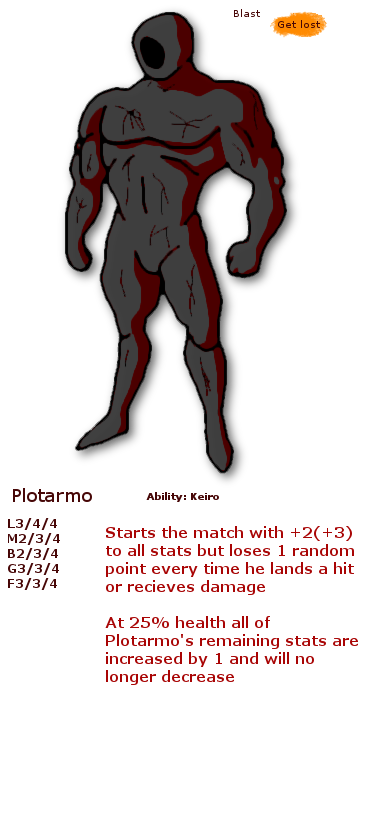 Blast
Get lost
Plotarmo
Ability: Keiro
L3/4/4
M2/3/4
B2/3/4
G3/3/4
F3/3/4
Starts the match with +2(+3)
to all stats but loses 1 random
point every time he lands a hit
or recieves damage
At 25% health all of
Plotarmo's remaining stats are
increased by 1 and will no
longer decrease